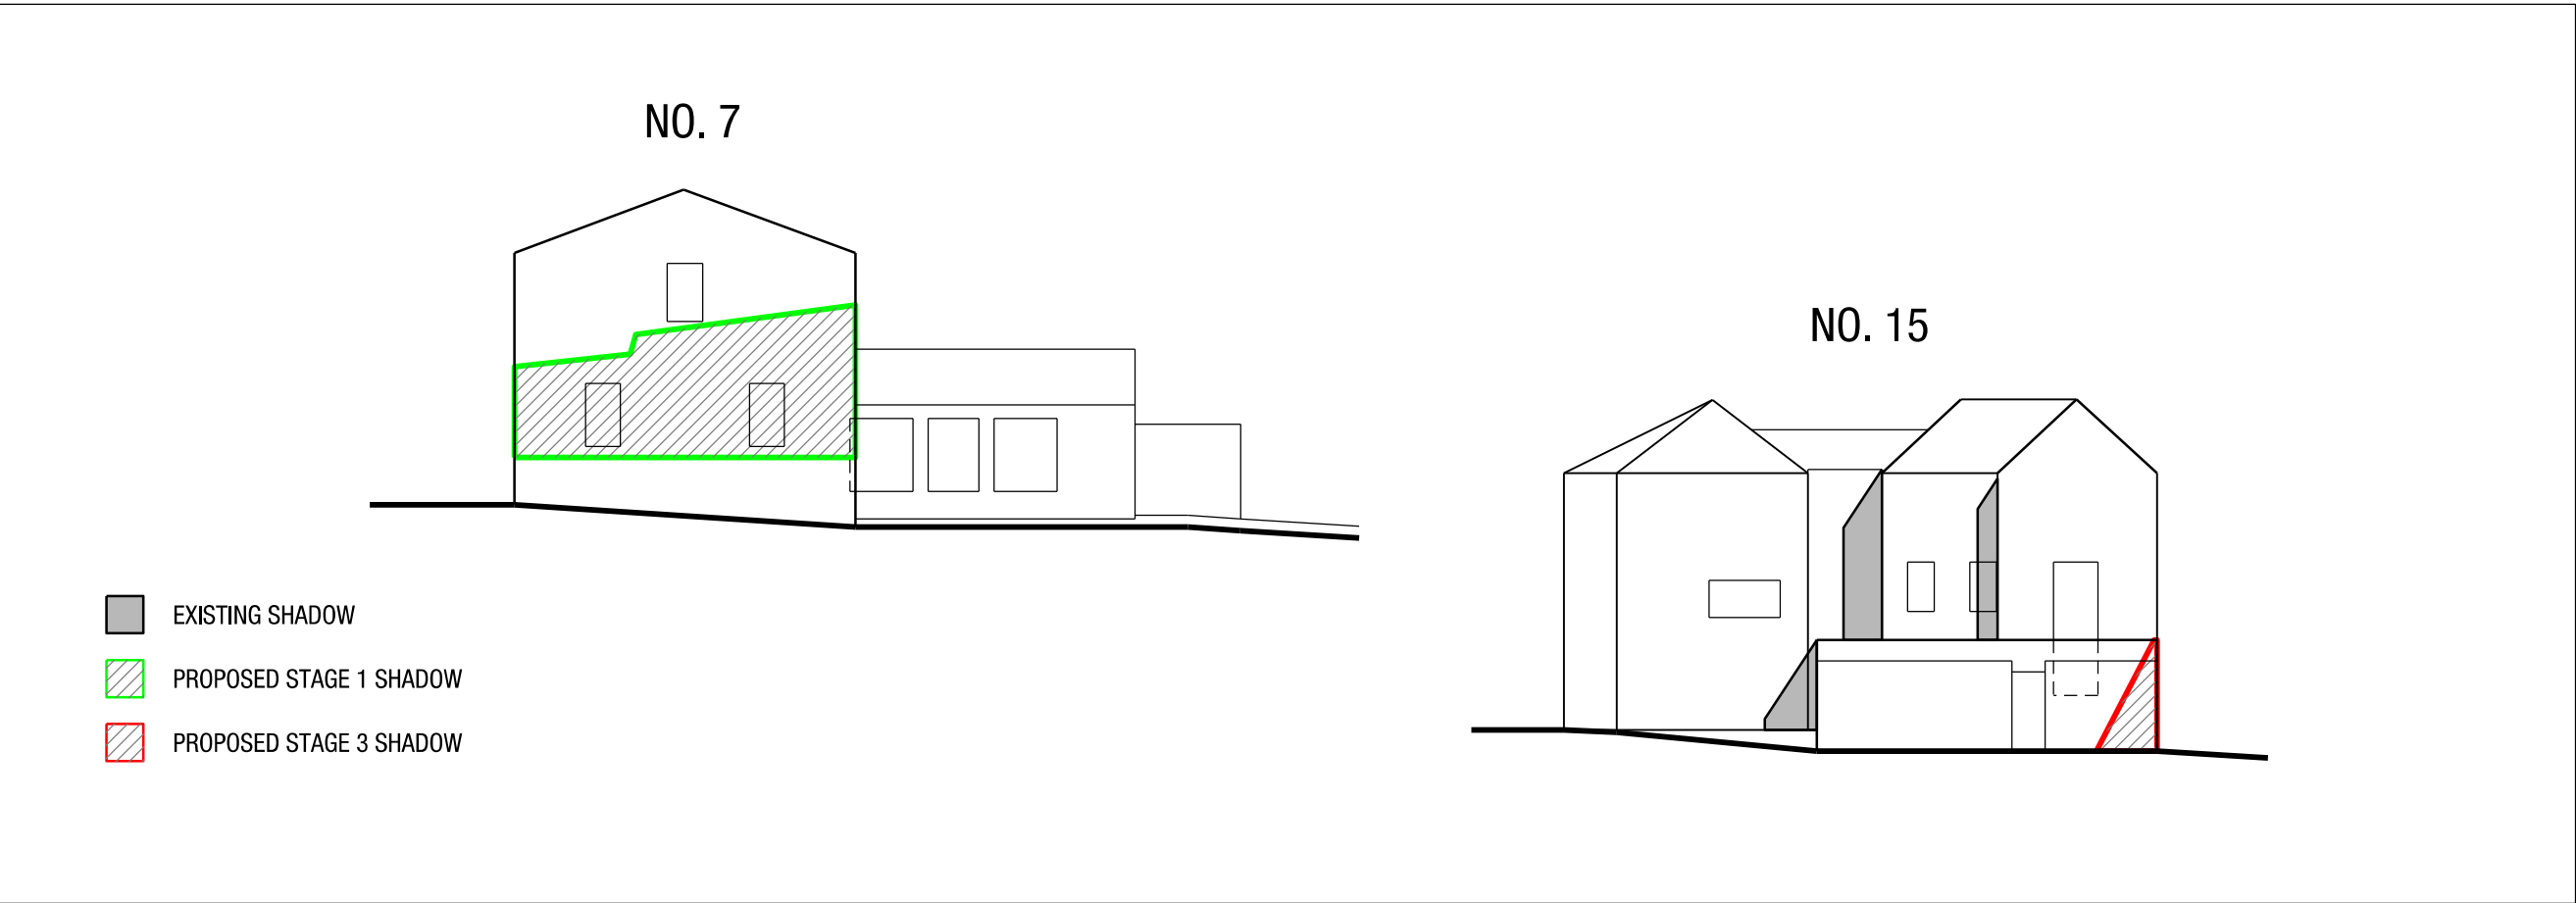 NO. 7
NO. 15
EXISTING SHADOW
PROPOSED STAGE 1 SHADOW
PROPOSED STAGE 3 SHADOW